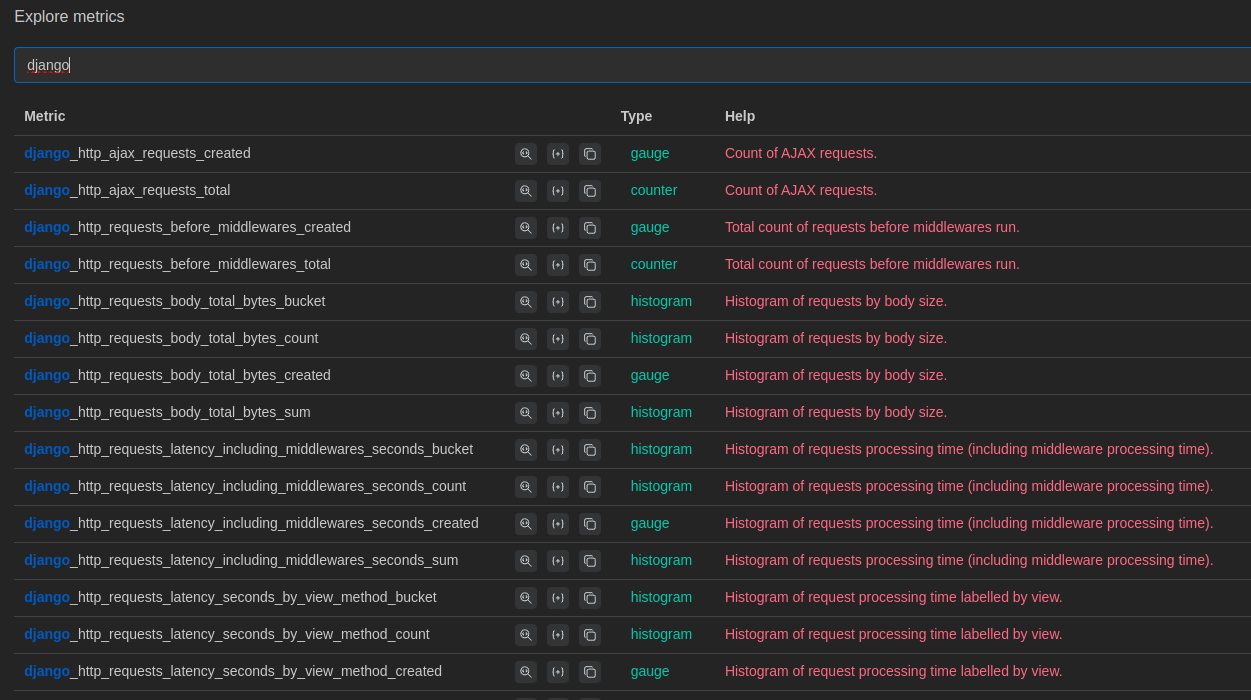 Explore metrics
django
Metric Type Help
django_http_ajax_requests_created gauge Count of AJAX requests.
django_http_ajax_requests_total counter Count of AJAX requests.
django_http_requests_before_middlewares_created gauge Total count of requests before middlewares run.
django_http_requests_before_middlewares_total counter Total count of requests before middlewares run.
django_http_requests_body_total_bytes_bucket histogram Histogram of requests by body size.
django_http_requests_body_total_bytes_count histogram Histogram of requests by body size.
django_http_requests_body_total_bytes_created gauge Histogram of requests by body size.
django_http_requests_body_total_bytes_sum histogram Histogram of requests by body size.
django_http_requests_latency_including_middlewares_seconds_bucket histogram Histogram of requests processing time (including middleware processing time).
django_http_requests_latency_including_middlewares_seconds_count histogram Histogram of requests processing time (including middleware processing time).
django_http_requests_latency_including_middlewares_seconds_created gauge Histogram of requests processing time (including middleware processing time).
django_http_requests_latency_including_middlewares_seconds_sum histogram Histogram of requests processing time (including middleware processing time).
django_http_requests_latency_seconds_by_view_method_bucket histogram Histogram of request processing time labelled by view.
django_http_requests_latency_seconds_by_view_method_count histogram Histogram of request processing time labelled by view.
django_http_requests_latency_seconds_by_view_method_created gauge Histogram of request processing time labelled by view.